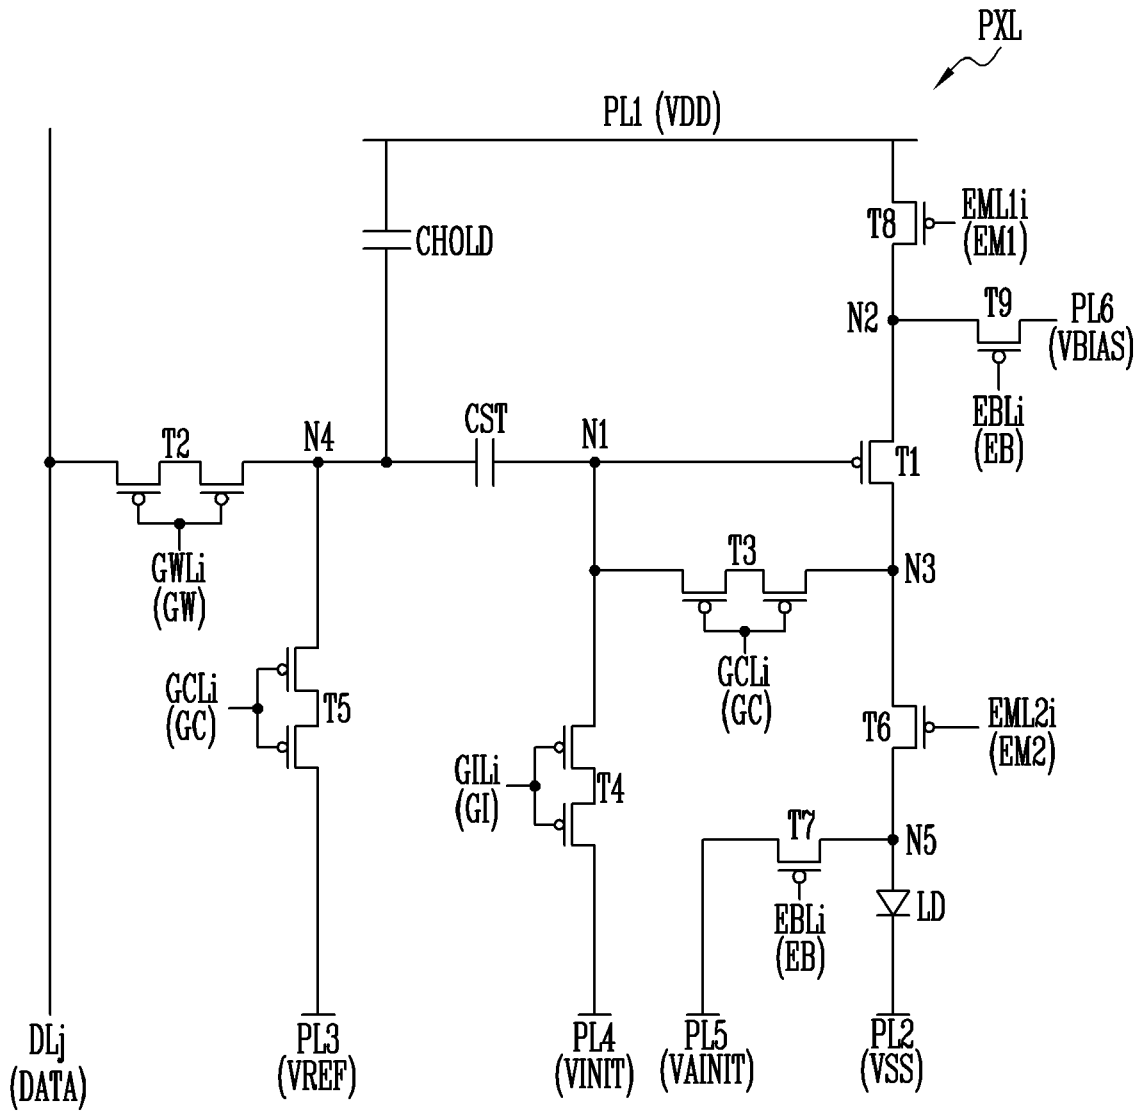 PXL
PL1 (VDD)
T8
EML1i
(EM1)
CHOLD
N2
T9
PL6
(VBIAS)
EBLi
(EB)
CST
T2
N4
N1
T1
GWLi
(GW)
T3
N3
GCLi
(GC)
GCLi
(GC)
T5
T6
EML2i
(EM2)
GILi
(GI)
T4
T7
N5
EBLi
(EB)
LD
DLj
(DATA)
PL3
(VREF)
PL4
(VINIT)
PL5
(VAINIT)
PL2
(VSS)